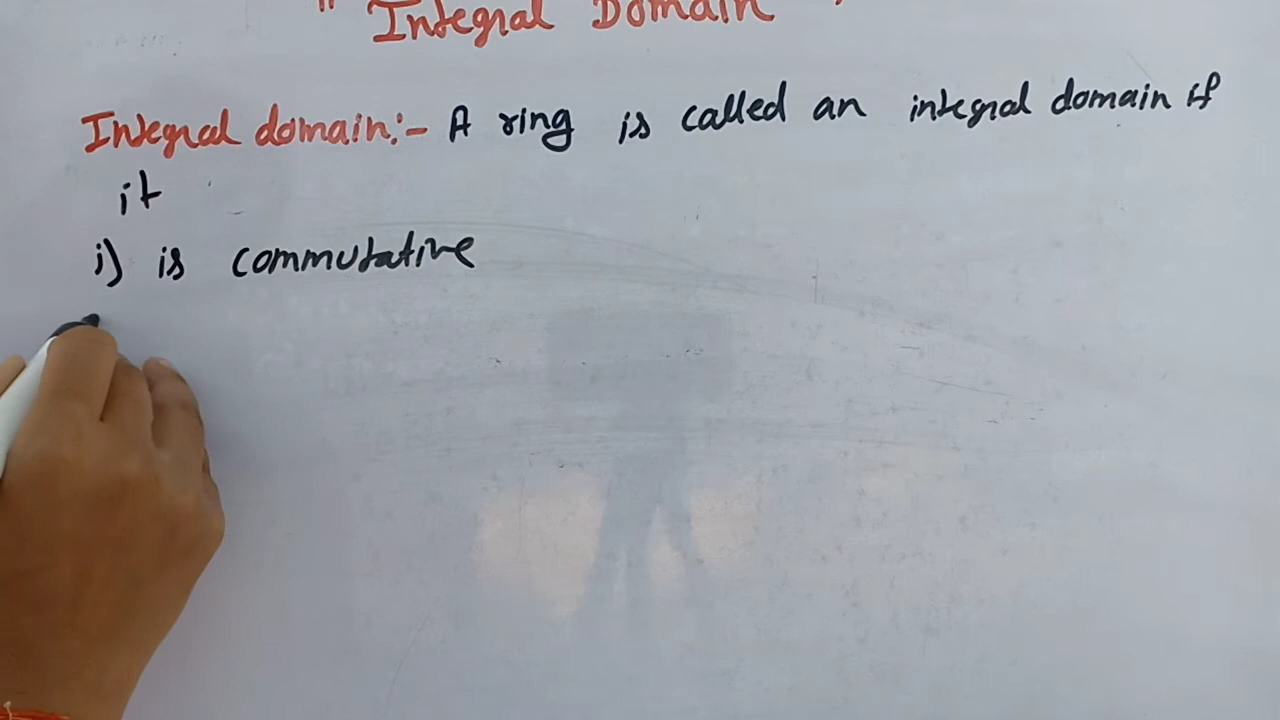 " Integral Domain "
Integral domain:- A ring is called an integral domain if
it
i) is commutative